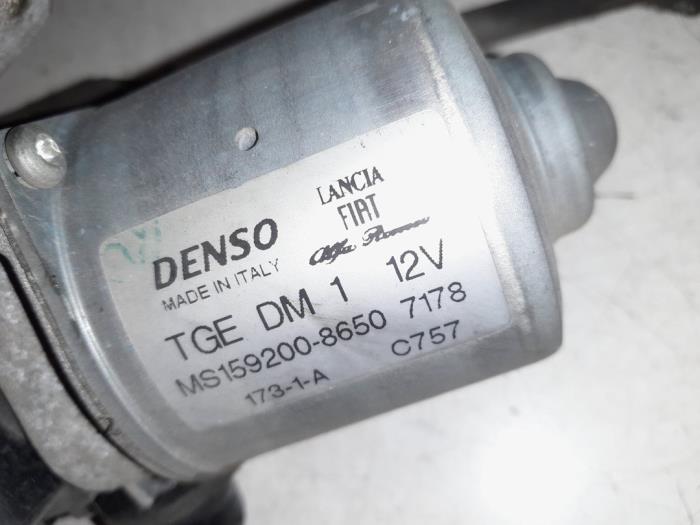 DENSO
MADE IN ITALY
LANCIA
FIAT
Alfa Romeo
TGE DM 1 12V
MS159200-8650 7178
173-1-A C757